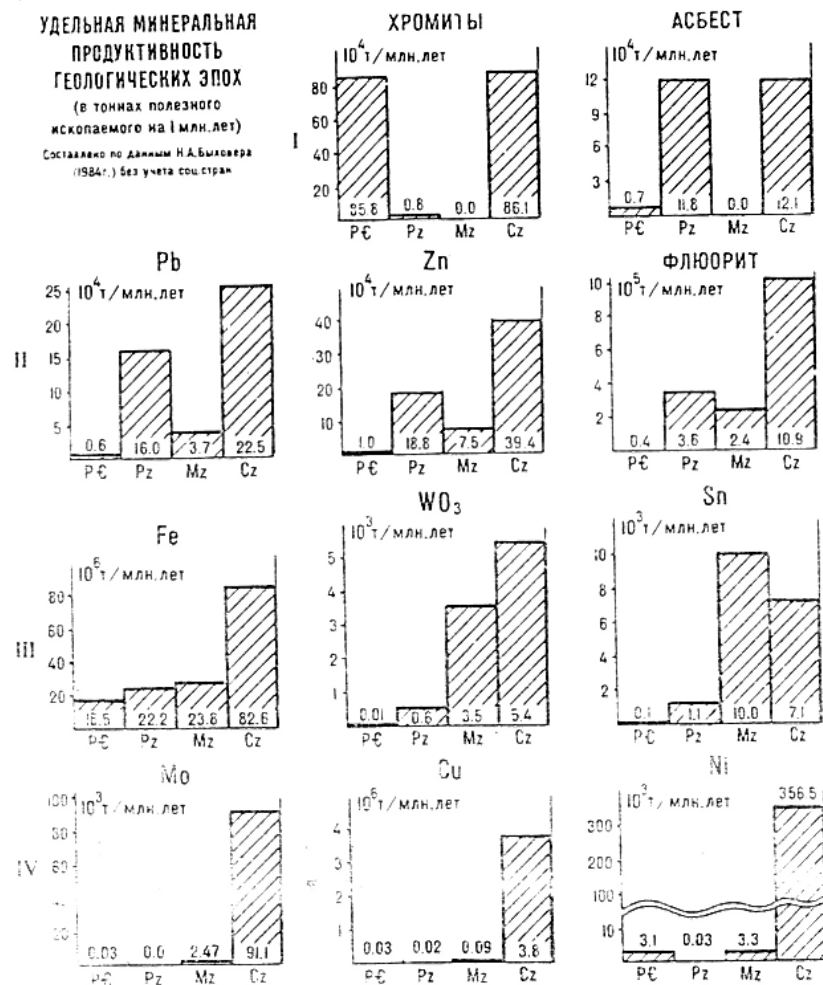 УДЕЛЬНАЯ МИНЕРАЛЬНАЯ
ПРОДУКТИВНОСТЬ
ГЕОЛОГИЧЕСКИХ ЭПОХ
(в тоннах полезного
ископаемого на 1 млн.лет)
Составлено по данным Н.А.Быховера
(1984г.) без учета соц.стран
I
ХРОМИТЫ
10⁴т/млн.лет
80
60
40
20
85.8 0.8 0.0 86.1
PЄ Pz Mz Cz
АСБЕСТ
10⁴т/млн.лет
12
9
6
3
0.7 11.8 0.0 12.1
PЄ Pz Mz Cz
II
Pb
10⁴т/млн.лет
25
20
15
10
5
0.6 16.0 3.7 22.5
PЄ Pz Mz Cz
Zn
10⁴т/млн.лет
40
30
20
10
1.0 18.8 7.5 39.4
PЄ Pz Mz Cz
ФЛЮОРИТ
10⁵т/млн.лет
10
8
6
4
2
0.4 3.6 2.4 10.9
PЄ Pz Mz Cz
III
Fe
10⁶т/млн.лет
80
60
40
20
16.5 22.2 23.8 82.6
PЄ Pz Mz Cz
WO₃
10³т/млн.лет
5
4
3
2
1
0.01 0.6 3.5 5.4
PЄ Pz Mz Cz
Sn
10³т/млн.лет
10
8
6
4
2
0.1 1.1 10.0 7.1
PЄ Pz Mz Cz
IV
Mo
10³т/млн.лет
100
80
60
40
20
0.03 0.0 2.47 91.1
PЄ Pz Mz Cz
Cu
10⁶т/млн.лет
4
3
2
1
0.03 0.02 0.09 3.8
PЄ Pz Mz Cz
Ni
10³т/млн.лет
356.5
300
200
100
10
3.1 0.03 3.3
PЄ Pz Mz Cz